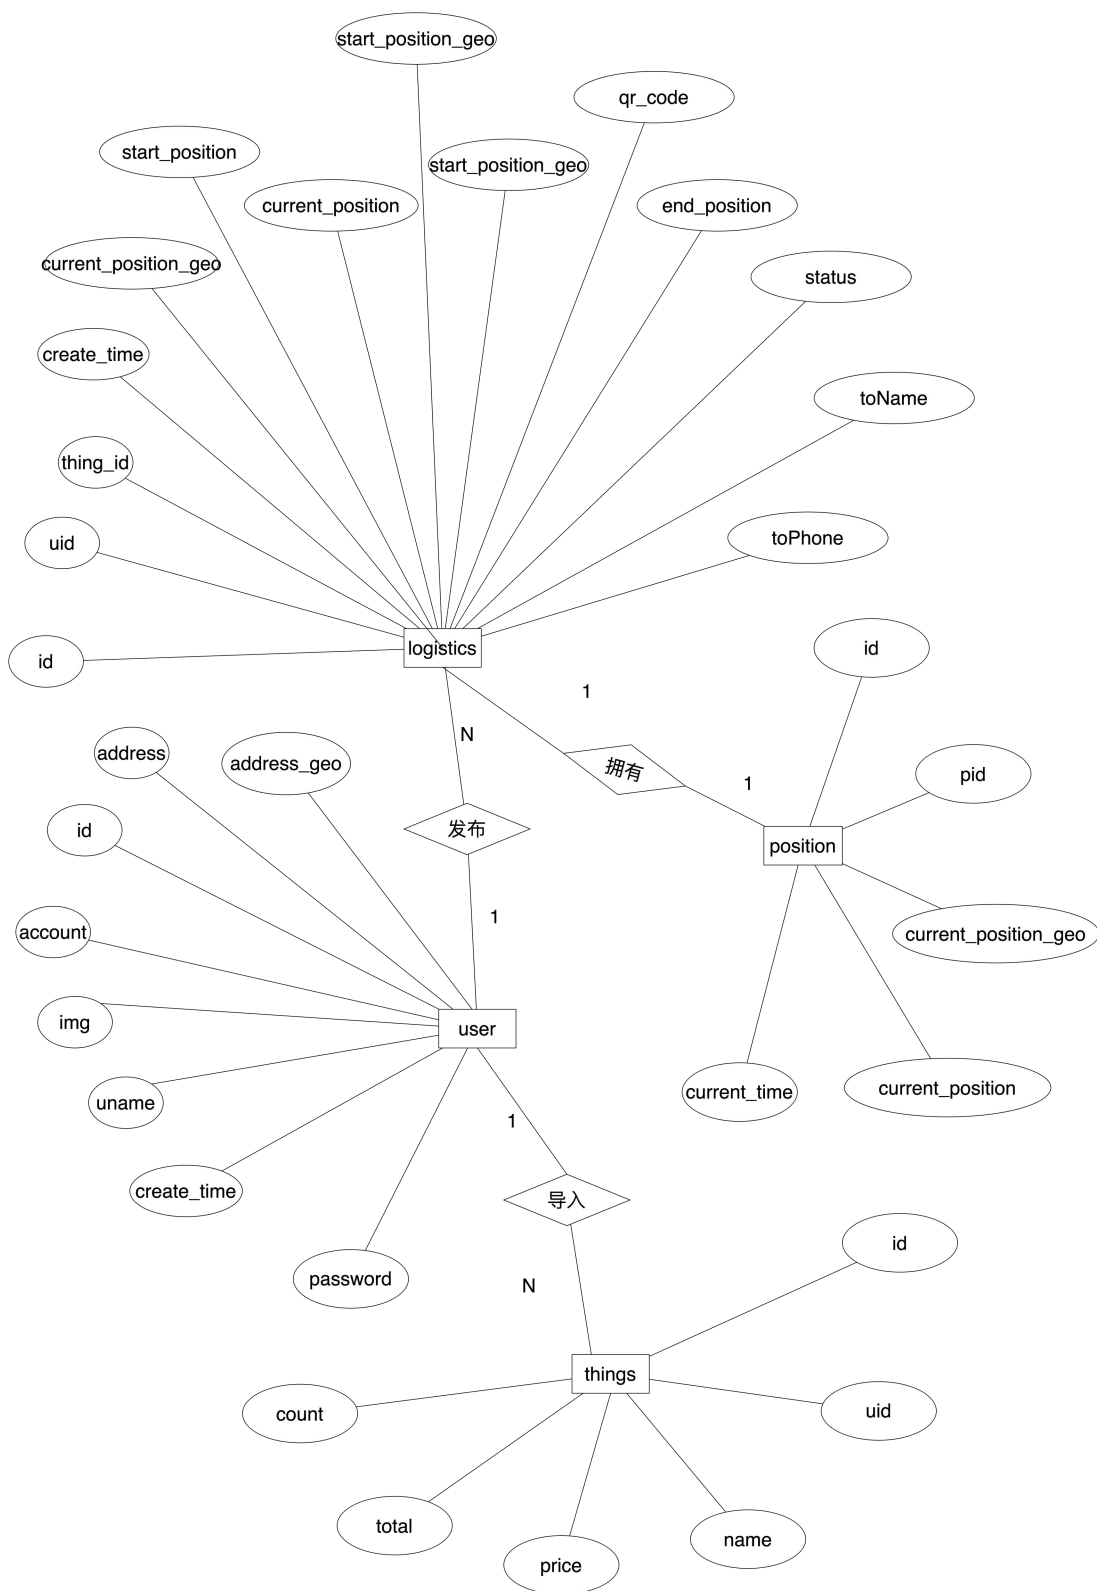 start_position_geo
qr_code
start_position
start_position_geo
current_position
end_position
current_position_geo
status
create_time
toName
thing_id
uid
toPhone
id
logistics
id
1
N
address
address_geo
拥有
pid
1
id
发布
position
account
1
current_position_geo
img
user
uname
current_time
current_position
1
create_time
导入
id
password
N
things
count
uid
total
name
price